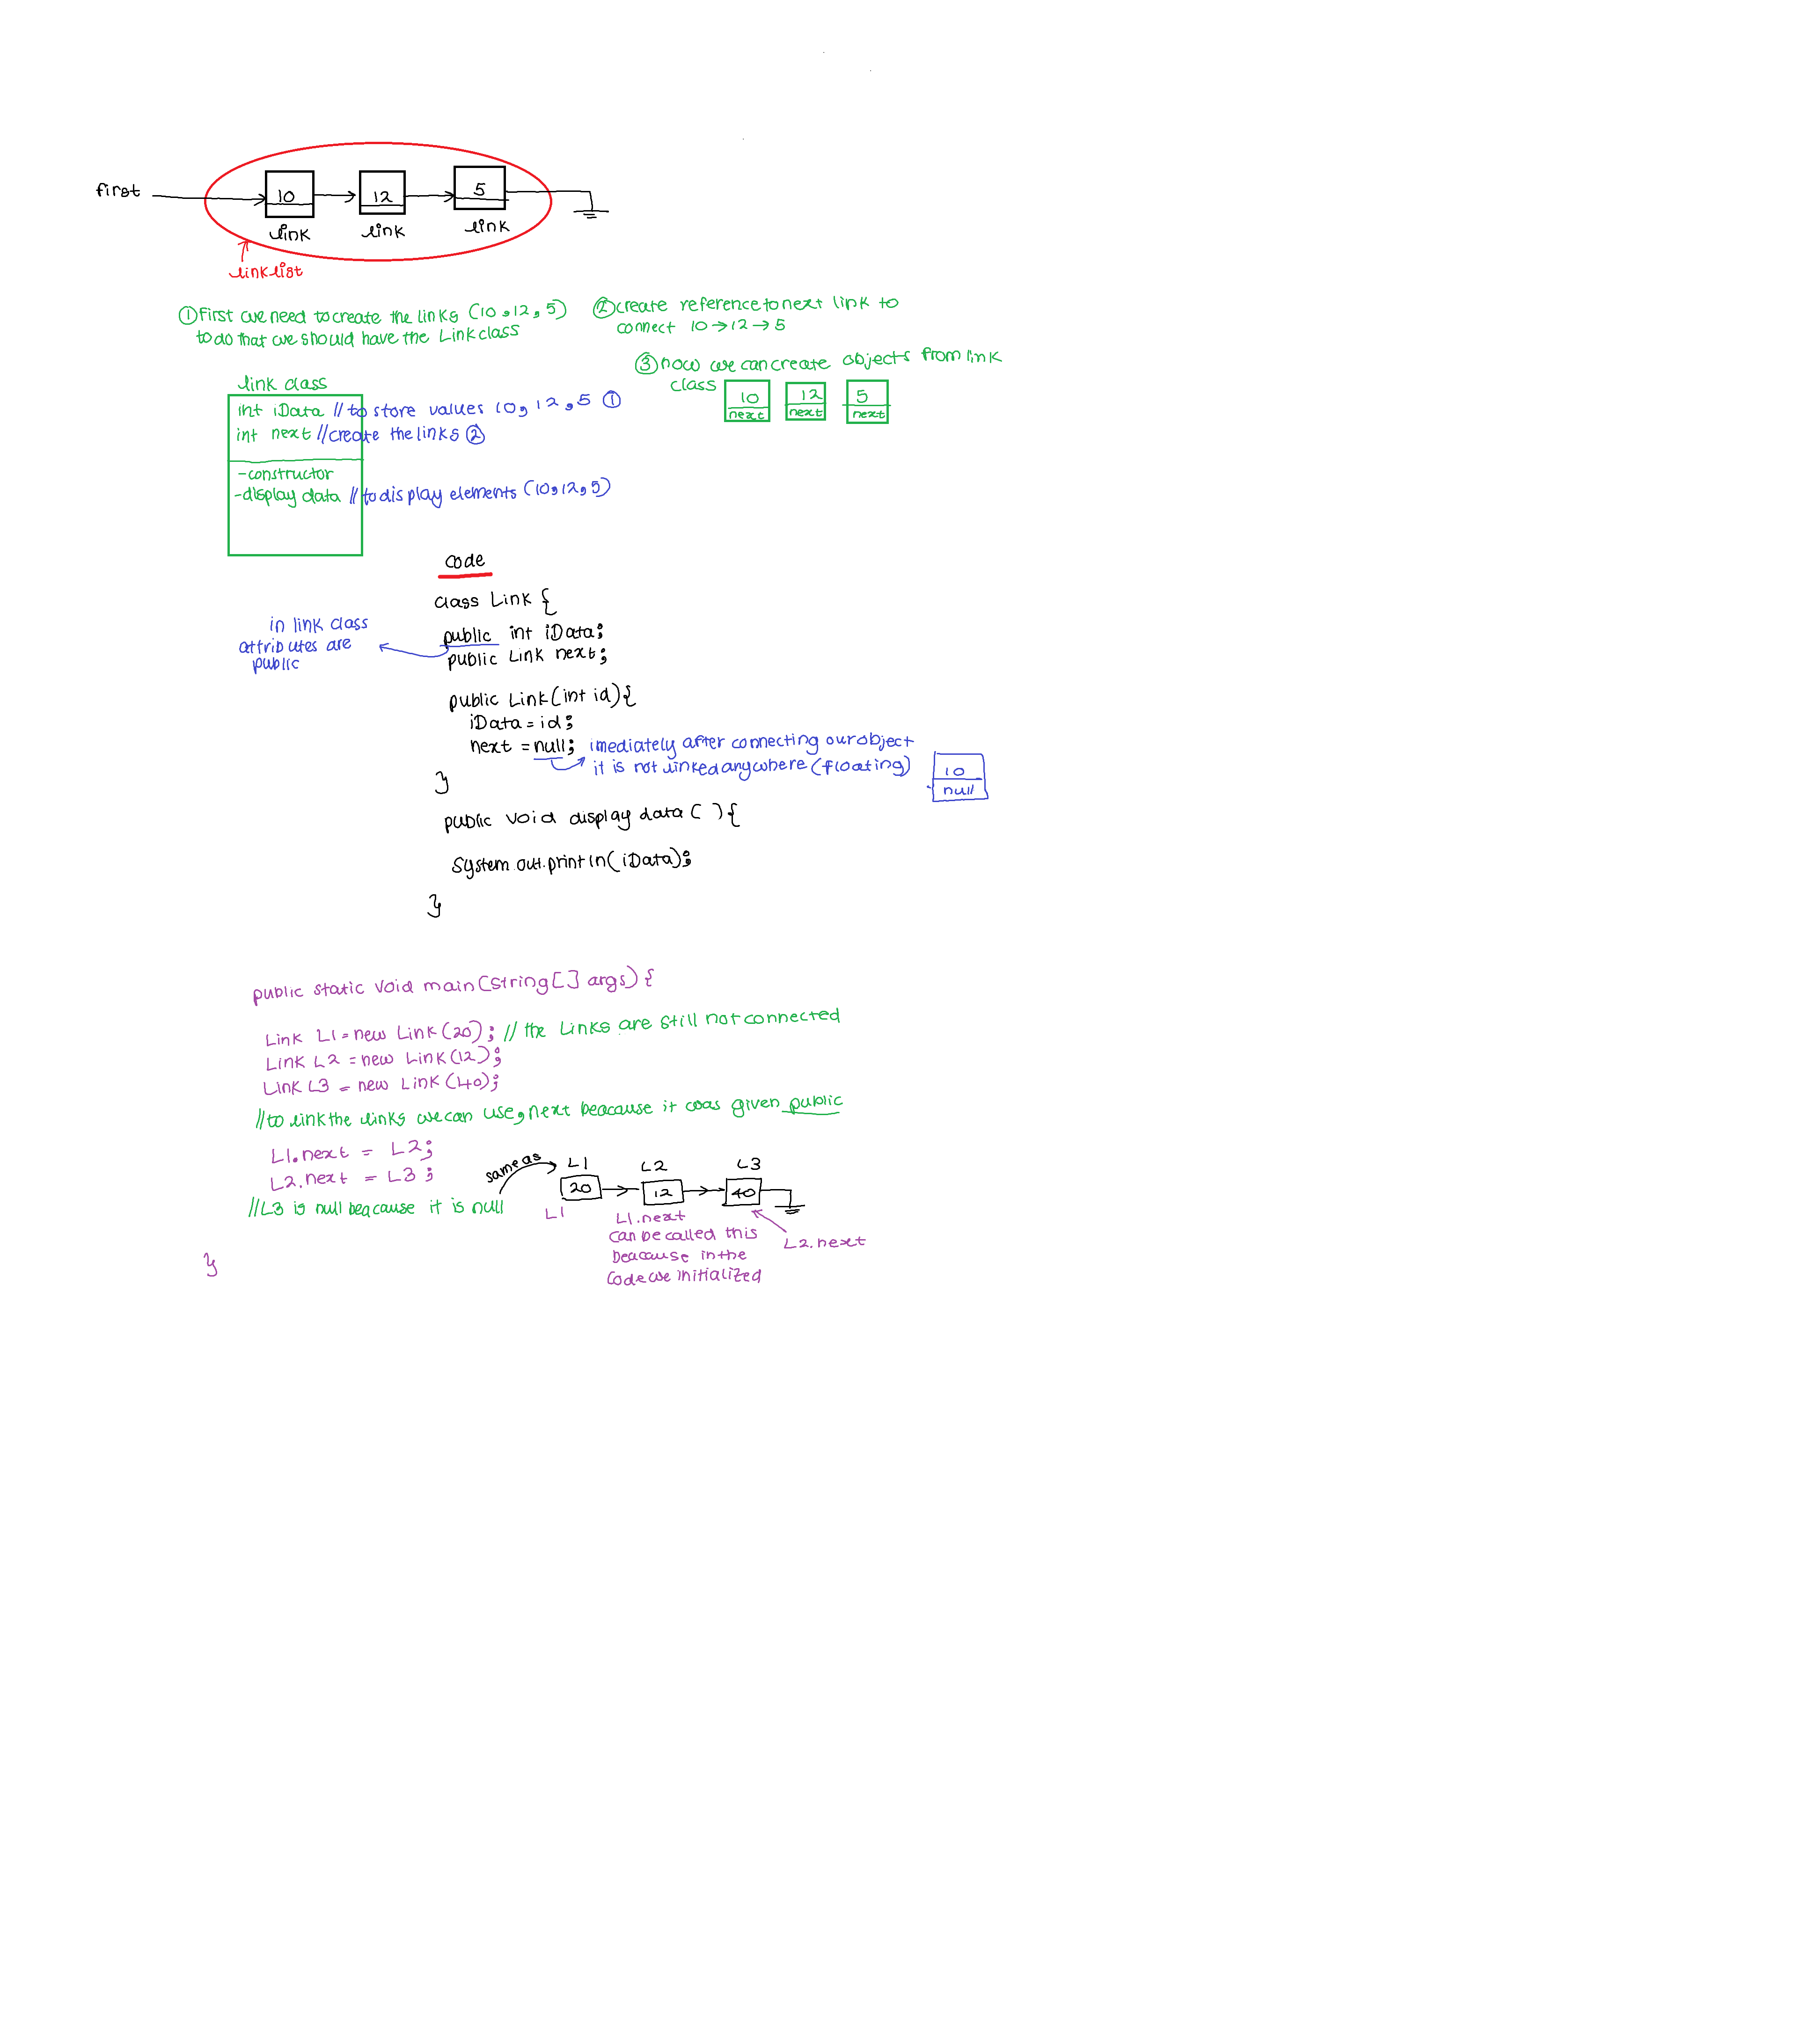 first
10
12
5
link
link
link
linklist
① First we need to create the links (10,12,5)
to do that we should have the Link class
② create reference to next link to
connect 10→12→5
③ now we can create objects from link
class
10
next
12
next
5
next
link class
int iData // to store values 10, 12, 5 ①
int next // create the links ②
-constructor
-display data // to display elements (10,12,5)
code
class Link {
public int iData;
public Link next;
in link class
attributes are
public
public Link(int id){
iData = id;
next = null; imediately after connecting our object
it is not linked anywhere (floating)
10
null
}
public void display data ( ) {
System.out.println(iData);
}
public static void main(String[] args) {
Link L1 = new Link(20); // the Links are still not connected
Link L2 = new Link(12);
Link L3 = new Link(40);
//to link the links we can use, next beacause it was given public
L1.next = L2;
L2.next = L3;
//L3 is null beacause it is null
same as
L1
L2
L3
20
12
40
L1
L1.next
can be called this
beacause in the
code we initialized
L2.next
}